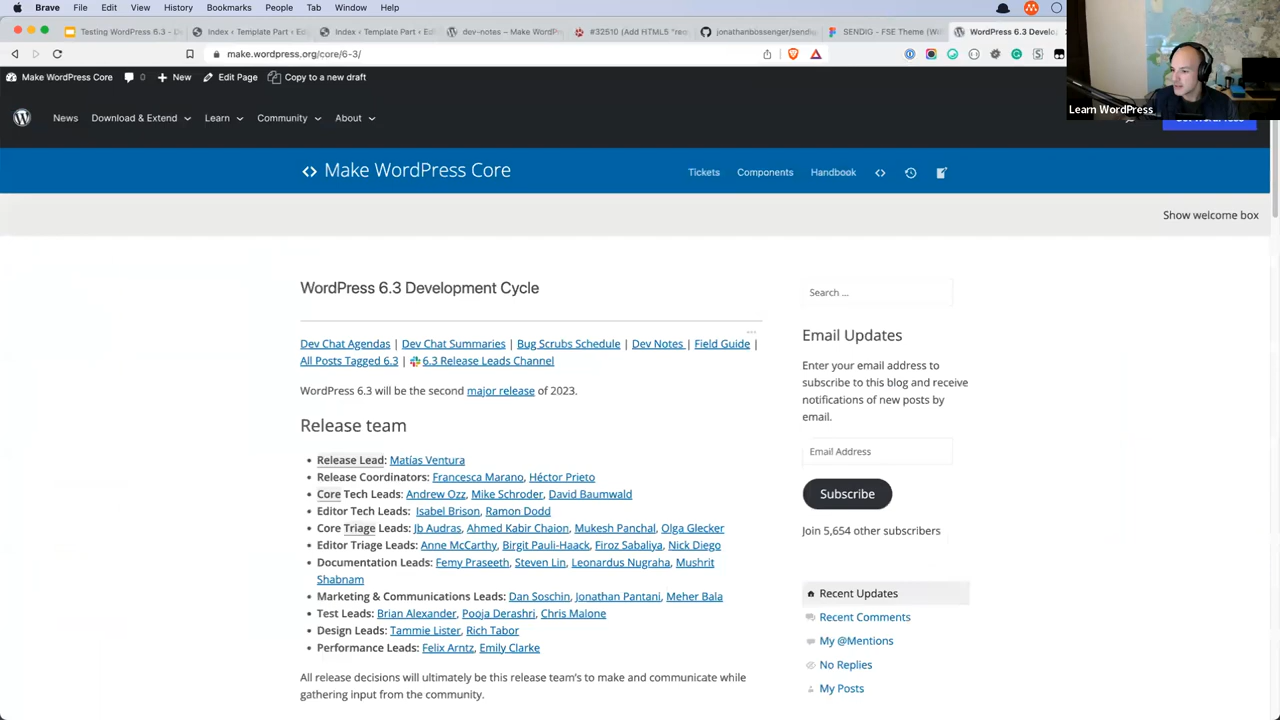 Brave File Edit View History Bookmarks People Tab Window Help
Testing WordPress 6.3 - D
Index ‹ Template Part ‹ Edi
Index ‹ Template Part ‹ Edi
dev-notes – Make WordPr
#32510 (Add HTML5 "req
jonathanbossenger/sendig
SENDIG - FSE Theme (Wi
WordPress 6.3 Develo
make.wordpress.org/core/6-3/
Make WordPress Core 0 New Edit Page Copy to a new draft
Learn WordPress
News Download & Extend Learn Community About
Make WordPress Core
Tickets Components Handbook
Show welcome box
WordPress 6.3 Development Cycle
Dev Chat Agendas | Dev Chat Summaries | Bug Scrubs Schedule | Dev Notes | Field Guide |
All Posts Tagged 6.3 | 6.3 Release Leads Channel
WordPress 6.3 will be the second major release of 2023.
Release team
• Release Lead: Matías Ventura
• Release Coordinators: Francesca Marano, Héctor Prieto
• Core Tech Leads: Andrew Ozz, Mike Schroder, David Baumwald
• Editor Tech Leads: Isabel Brison, Ramon Dodd
• Core Triage Leads: Jb Audras, Ahmed Kabir Chaion, Mukesh Panchal, Olga Glecker
• Editor Triage Leads: Anne McCarthy, Birgit Pauli-Haack, Firoz Sabaliya, Nick Diego
• Documentation Leads: Femy Praseeth, Steven Lin, Leonardus Nugraha, Mushrit
Shabnam
• Marketing & Communications Leads: Dan Soschin, Jonathan Pantani, Meher Bala
• Test Leads: Brian Alexander, Pooja Derashri, Chris Malone
• Design Leads: Tammie Lister, Rich Tabor
• Performance Leads: Felix Arntz, Emily Clarke
All release decisions will ultimately be this release team's to make and communicate while
gathering input from the community.
Search ...
Email Updates
Enter your email address to
subscribe to this blog and receive
notifications of new posts by
email.
Email Address
Subscribe
Join 5,654 other subscribers
Recent Updates
Recent Comments
My @Mentions
No Replies
My Posts